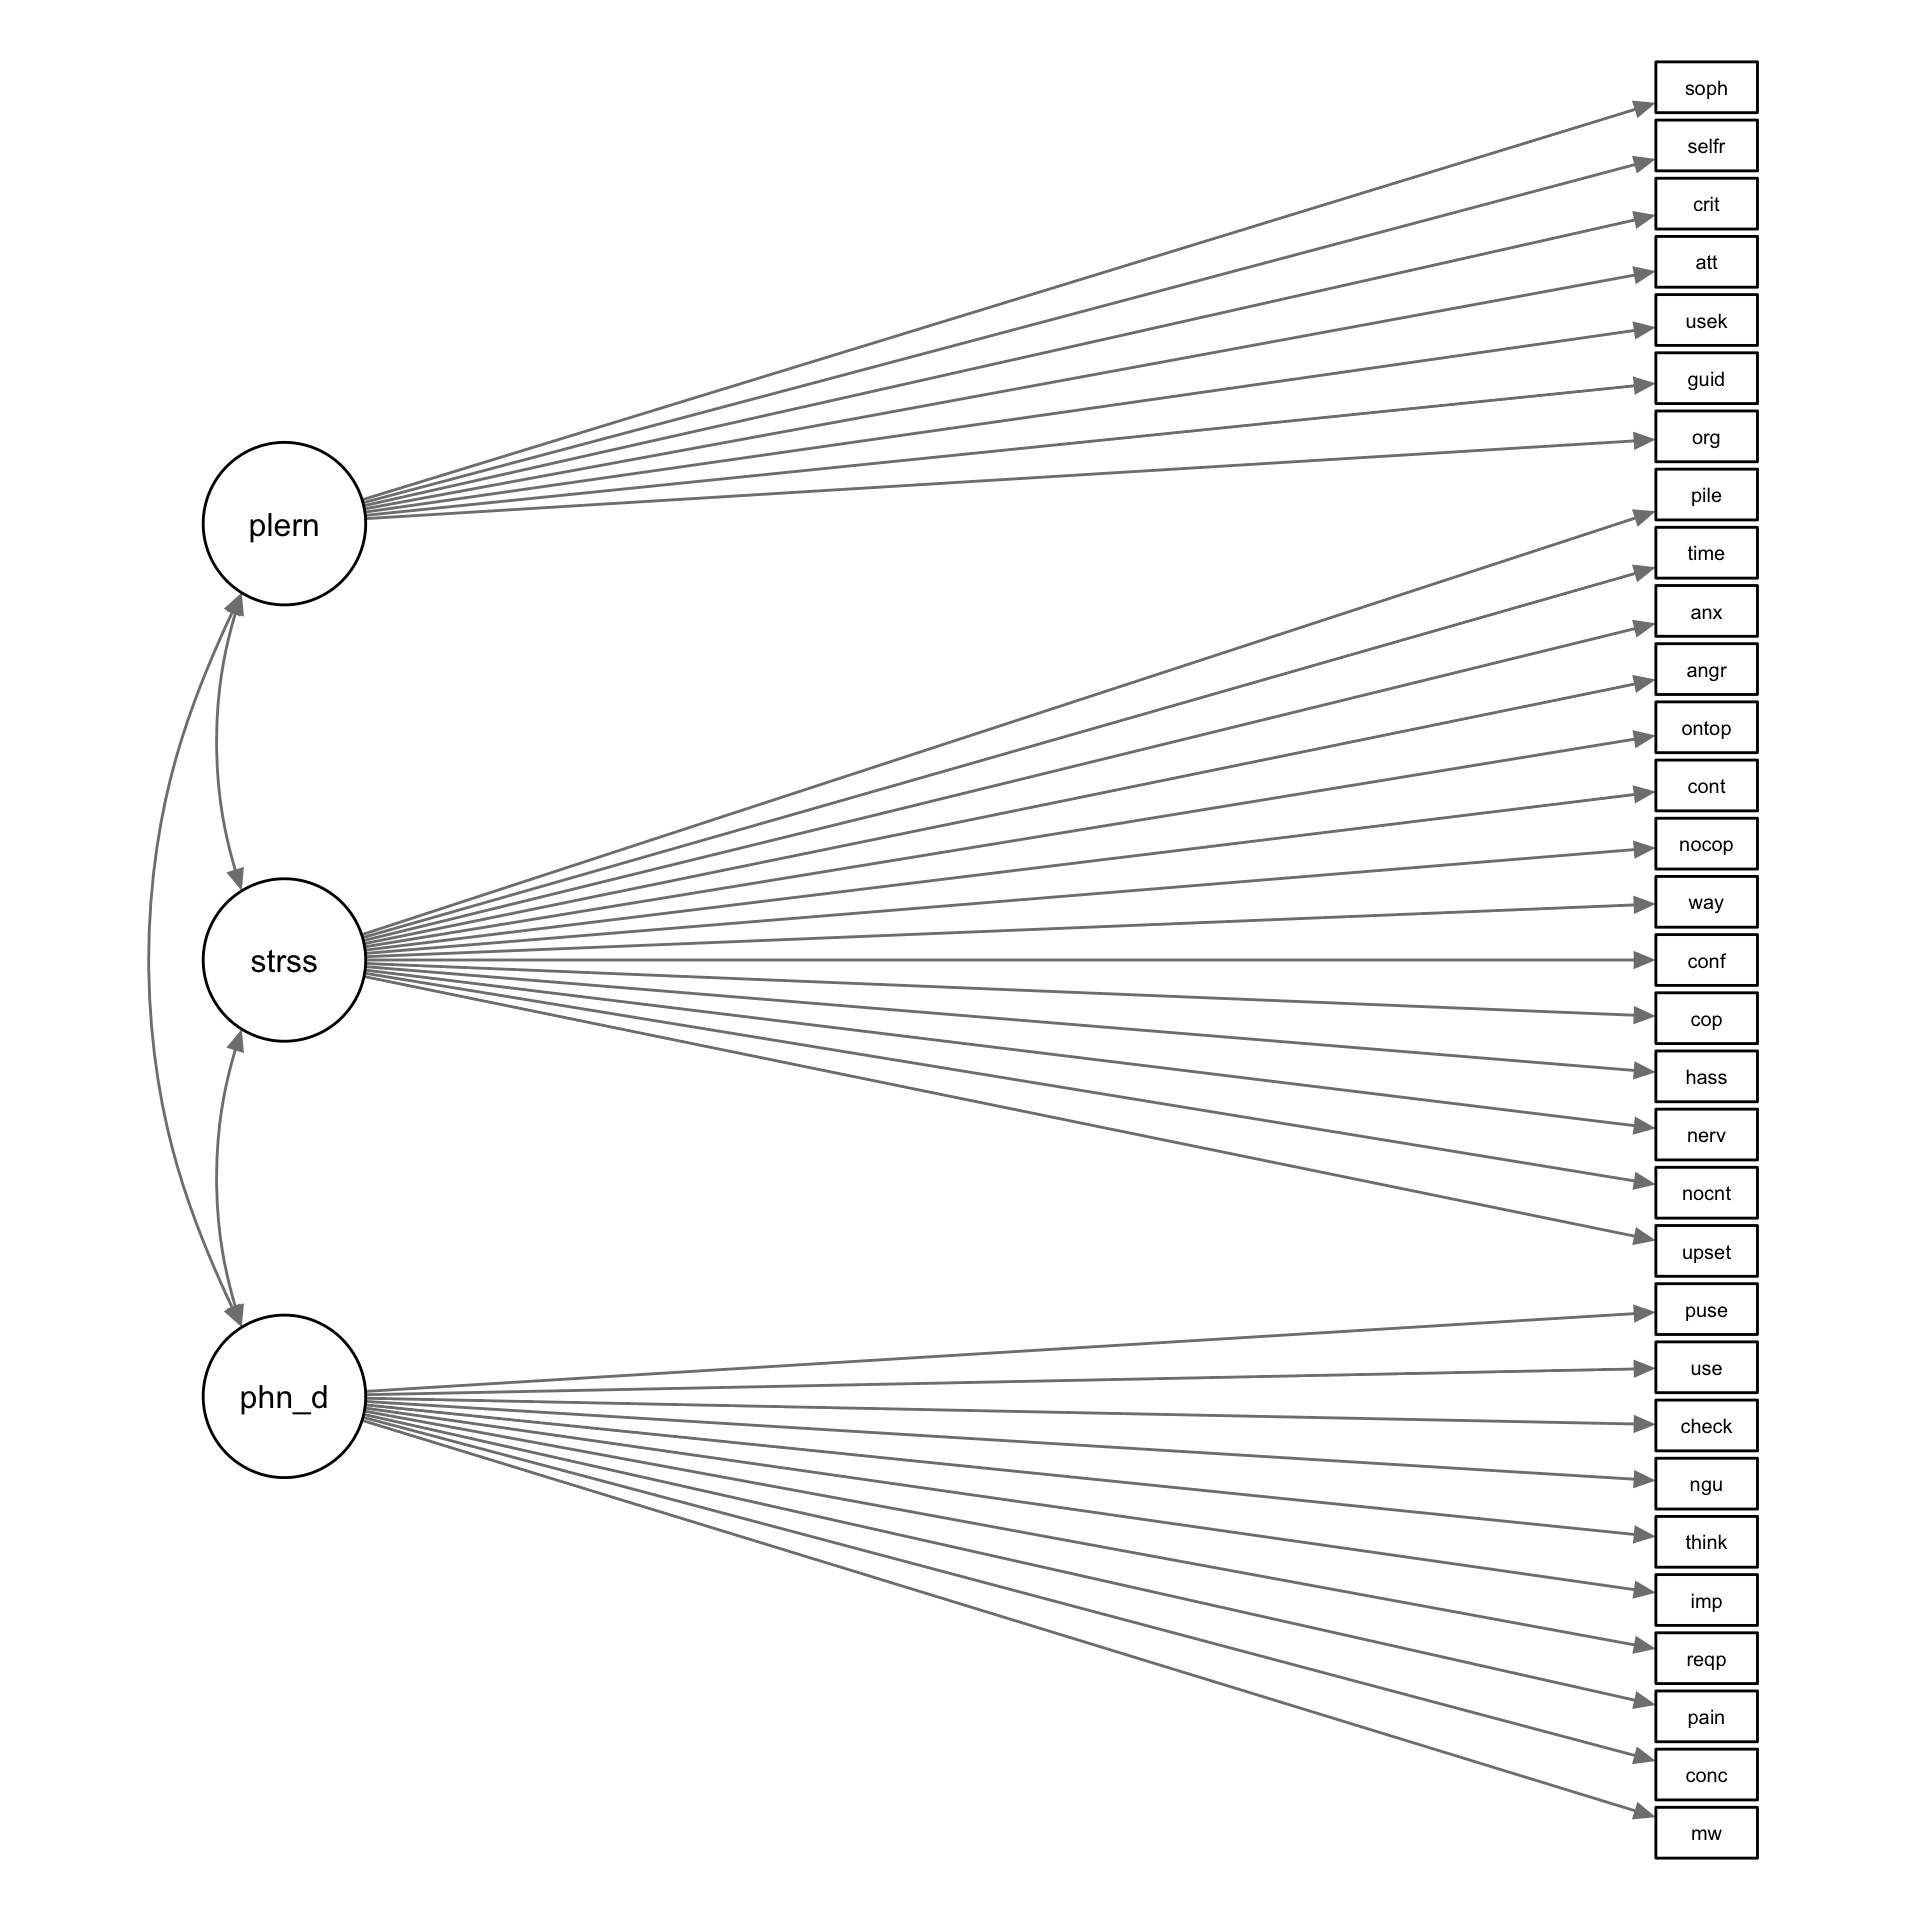 plern
strss
phn_d
soph
selfr
crit
att
usek
guid
org
pile
time
anx
angr
ontop
cont
nocop
way
conf
cop
hass
nerv
nocnt
upset
puse
use
check
ngu
think
imp
reqp
pain
conc
mw